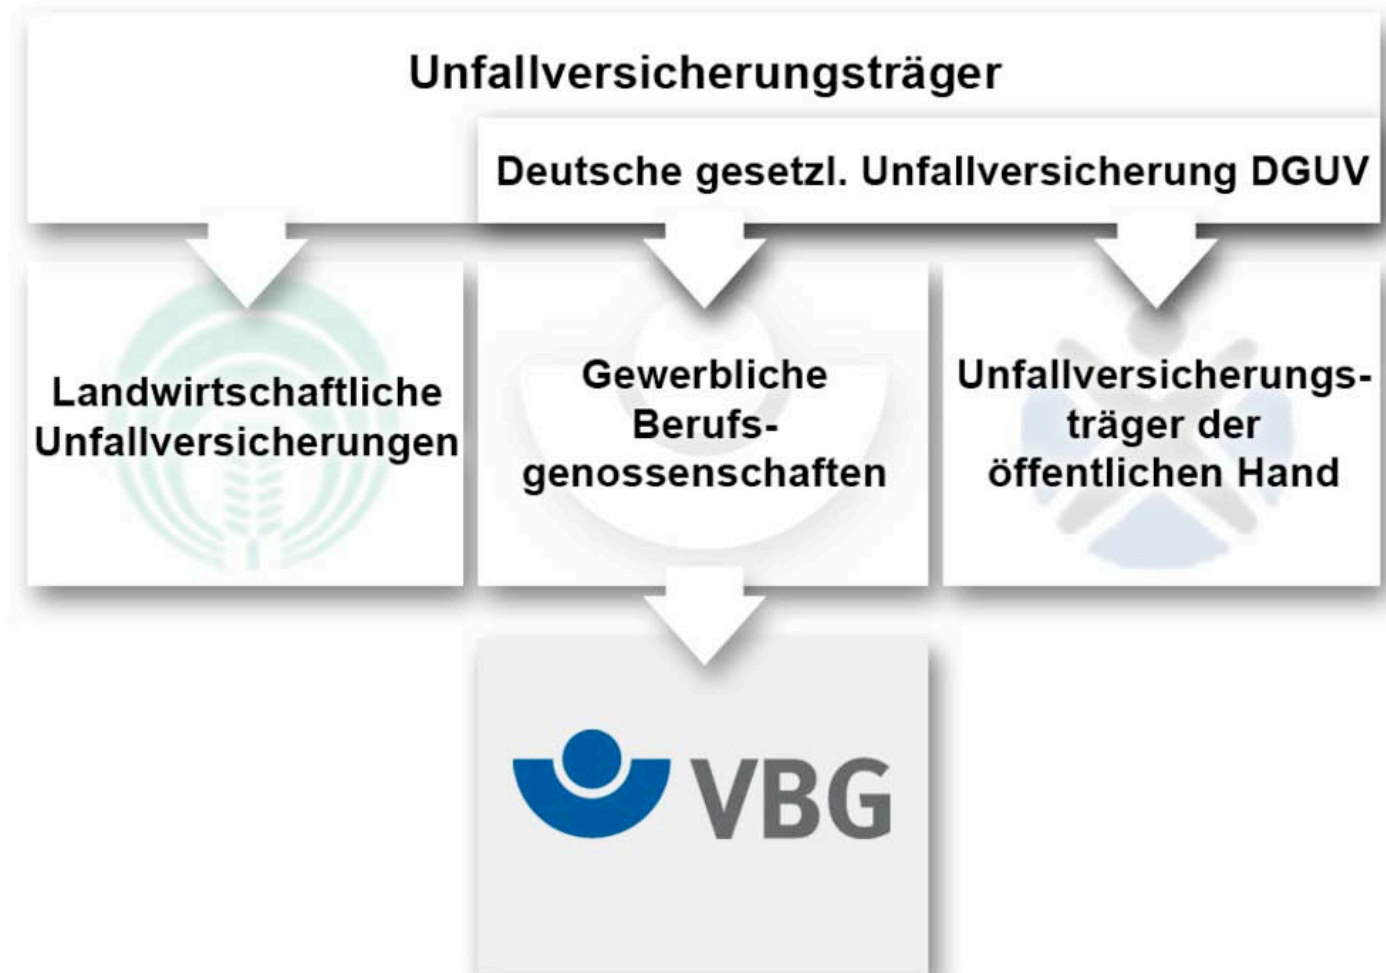 Unfallversicherungsträger
Deutsche gesetzl. Unfallversicherung DGUV
Landwirtschaftliche
Unfallversicherungen
Gewerbliche
Berufs-
genossenschaften
Unfallversicherungs-
träger der
öffentlichen Hand
VBG